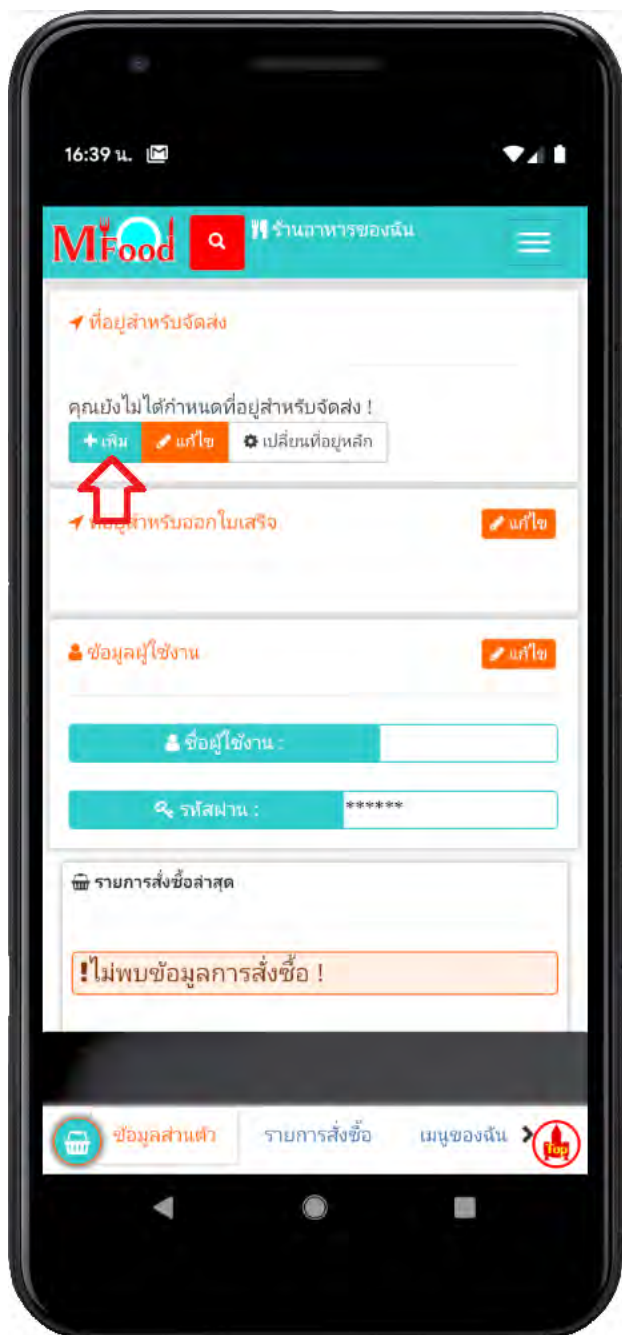 16:39 น.
MFood
ร้านอาหารของฉัน
ที่อยู่สำหรับจัดส่ง
คุณยังไม่ได้กำหนดที่อยู่สำหรับจัดส่ง !
+ เพิ่ม แก้ไข เปลี่ยนที่อยู่หลัก
ที่อยู่สำหรับออกใบเสร็จ แก้ไข
ข้อมูลผู้ใช้งาน แก้ไข
ชื่อผู้ใช้งาน :
รหัสผ่าน : ******
รายการสั่งซื้อล่าสุด
!ไม่พบข้อมูลการสั่งซื้อ !
ข้อมูลส่วนตัว รายการสั่งซื้อ เมนูของฉัน
Top